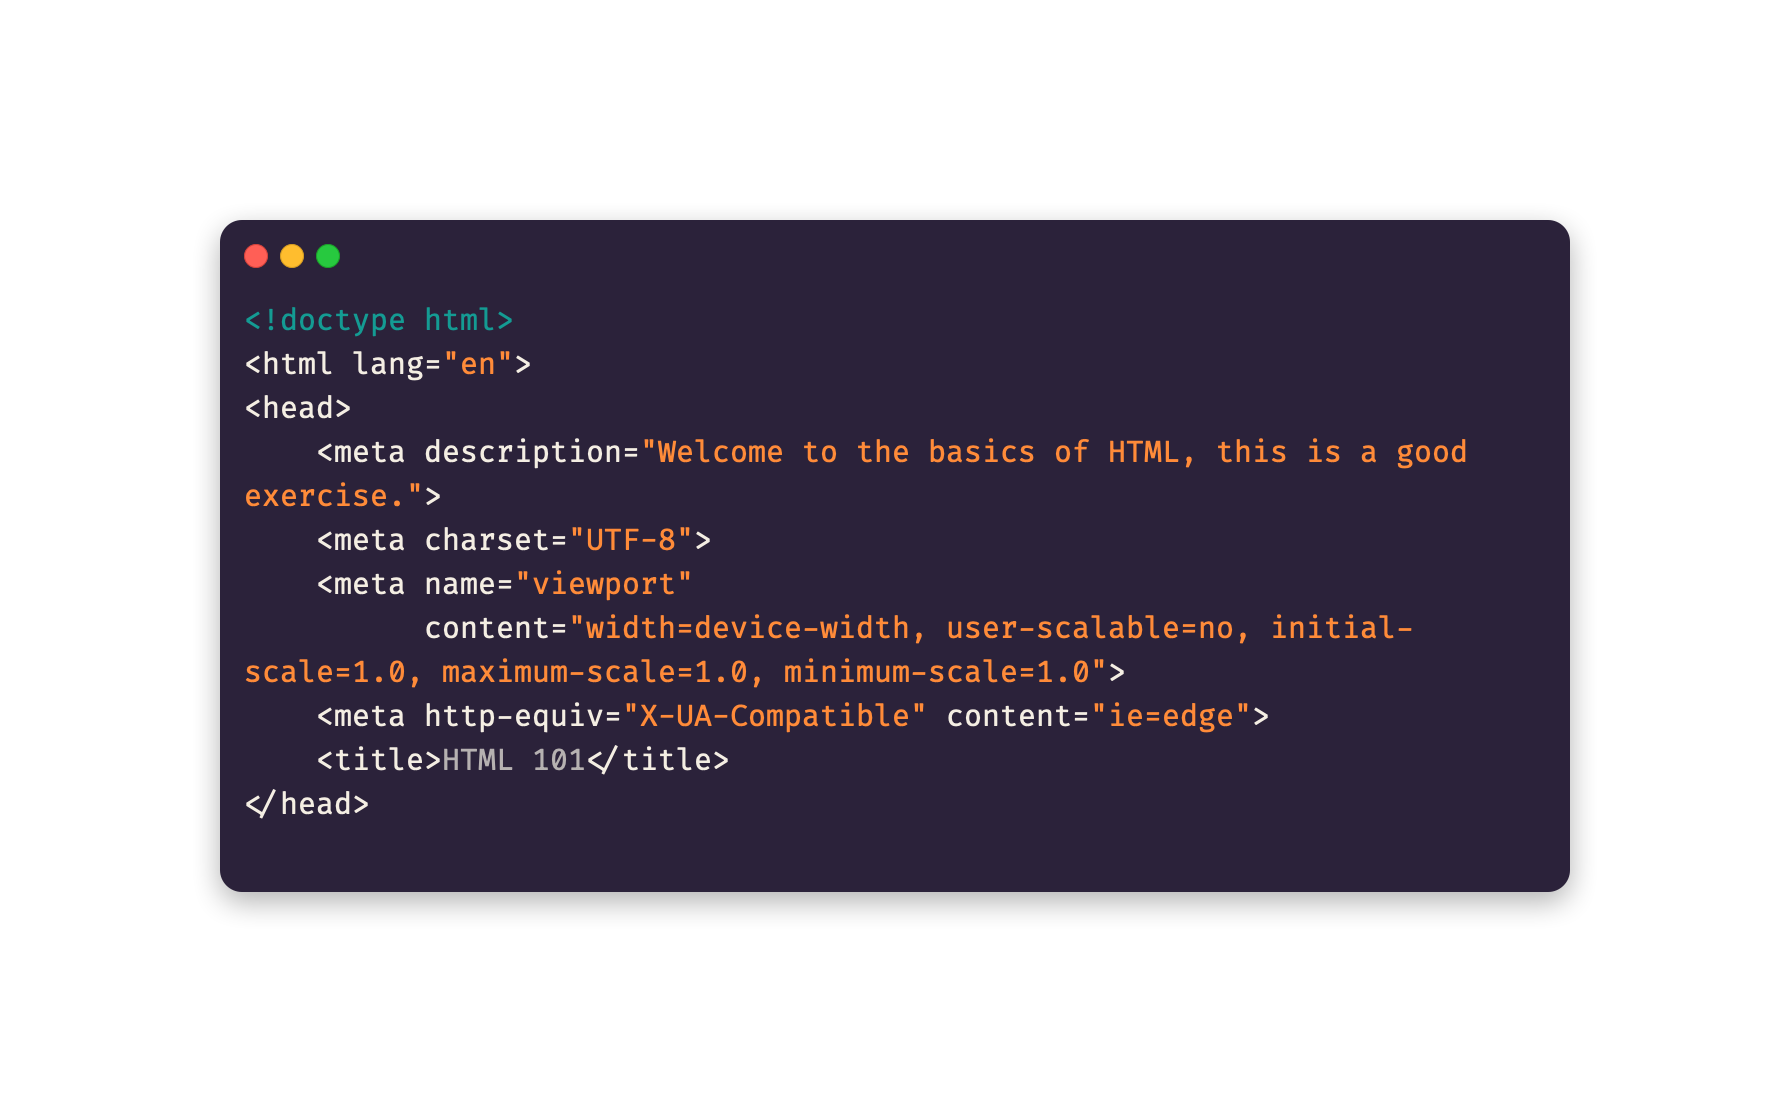 <!doctype html>
<html lang="en">
<head>
    <meta description="Welcome to the basics of HTML, this is a good
exercise.">
    <meta charset="UTF-8">
    <meta name="viewport"
          content="width=device-width, user-scalable=no, initial-
scale=1.0, maximum-scale=1.0, minimum-scale=1.0">
    <meta http-equiv="X-UA-Compatible" content="ie=edge">
    <title>HTML 101</title>
</head>